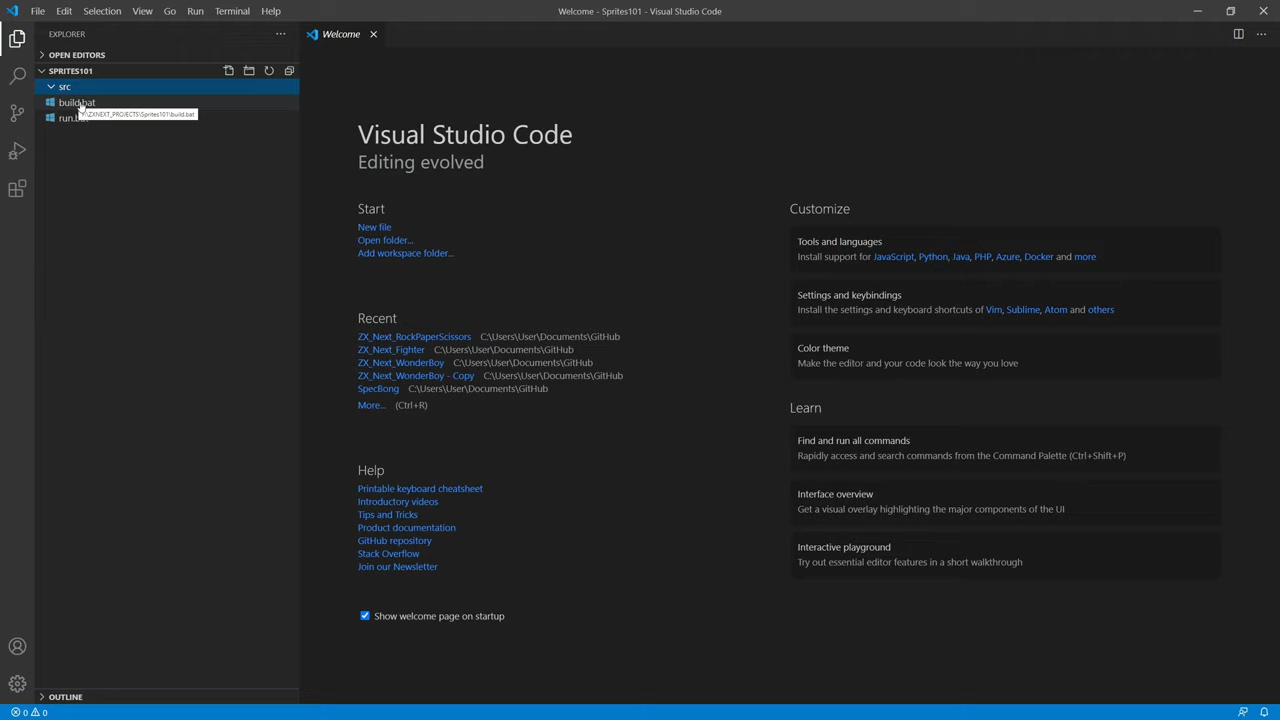 File Edit Selection View Go Run Terminal Help
Welcome - Sprites101 - Visual Studio Code
EXPLORER
OPEN EDITORS
SPRITES101
src
build.bat
\ZXNEXT_PROJECTS\Sprites101\build.bat
Welcome
Visual Studio Code
Editing evolved
Start
New file
Open folder...
Add workspace folder...
Recent
ZX_Next_RockPaperScissors C:\Users\User\Documents\GitHub
ZX_Next_Fighter C:\Users\User\Documents\GitHub
ZX_Next_WonderBoy C:\Users\User\Documents\GitHub
ZX_Next_WonderBoy - Copy C:\Users\User\Documents\GitHub
SpecBong C:\Users\User\Documents\GitHub
More... (Ctrl+R)
Help
Printable keyboard cheatsheet
Introductory videos
Tips and Tricks
Product documentation
GitHub repository
Stack Overflow
Join our Newsletter
Show welcome page on startup
Customize
Tools and languages
Install support for JavaScript, Python, Java, PHP, Azure, Docker and more
Settings and keybindings
Install the settings and keyboard shortcuts of Vim, Sublime, Atom and others
Color theme
Make the editor and your code look the way you love
Learn
Find and run all commands
Rapidly access and search commands from the Command Palette (Ctrl+Shift+P)
Interface overview
Get a visual overlay highlighting the major components of the UI
Interactive playground
Try out essential editor features in a short walkthrough
OUTLINE
0 0